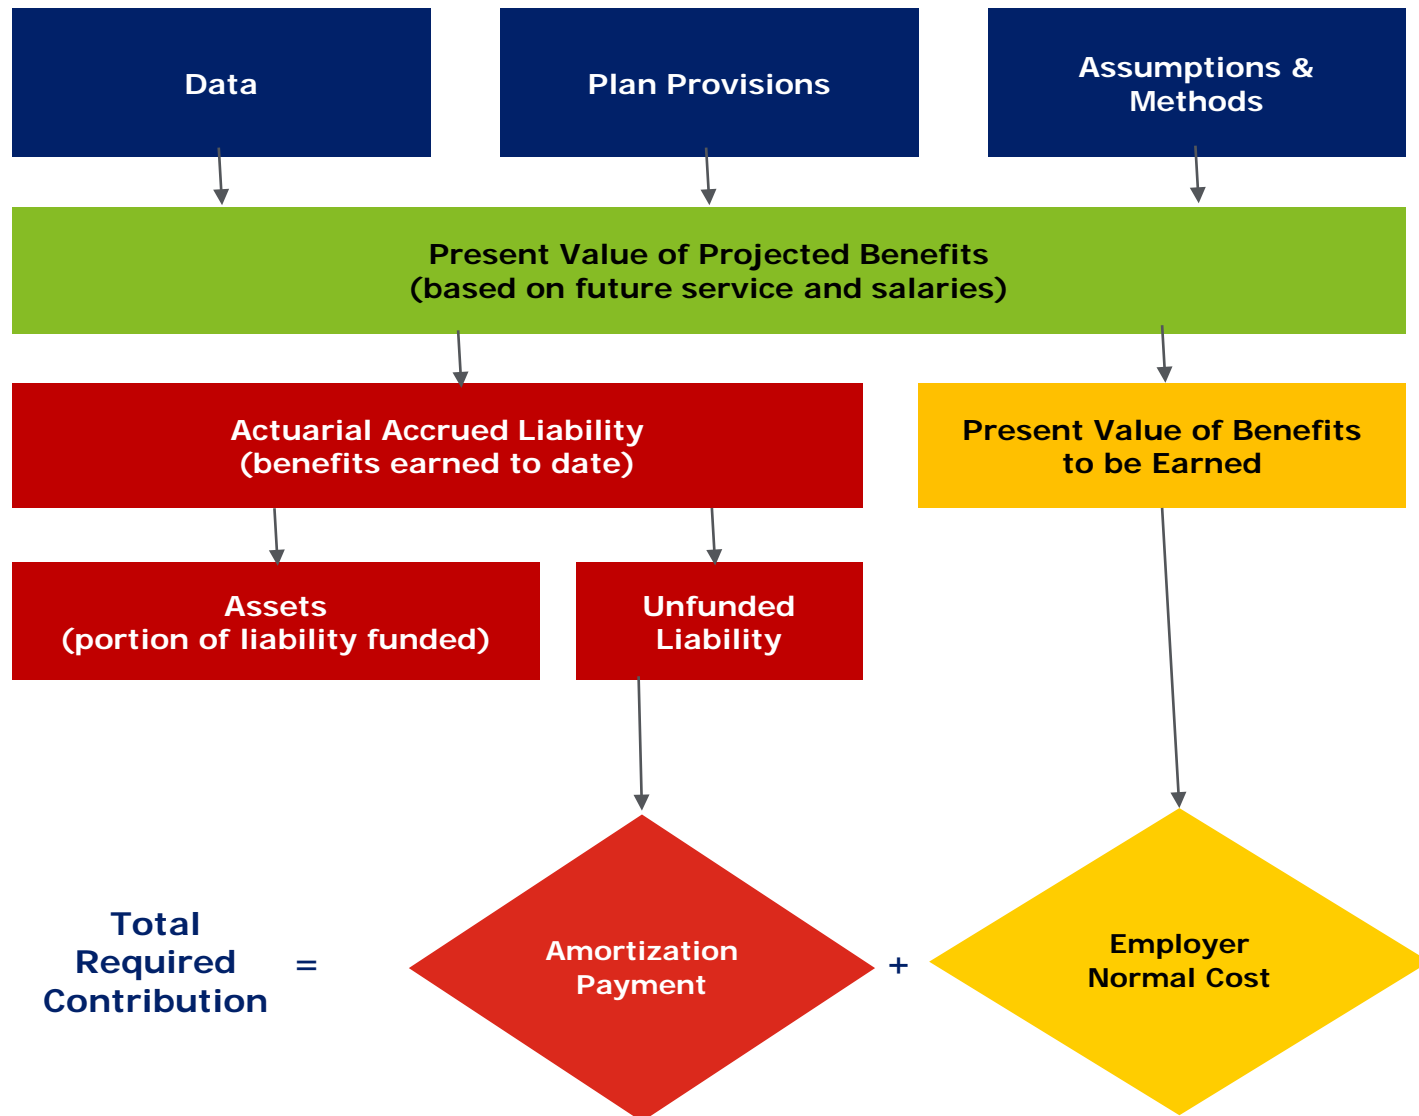 Data
Plan Provisions
Assumptions &
Methods
Present Value of Projected Benefits
(based on future service and salaries)
Actuarial Accrued Liability
(benefits earned to date)
Present Value of Benefits
to be Earned
Assets
(portion of liability funded)
Unfunded
Liability
Total
Required
Contribution
=
Amortization
Payment
+
Employer
Normal Cost